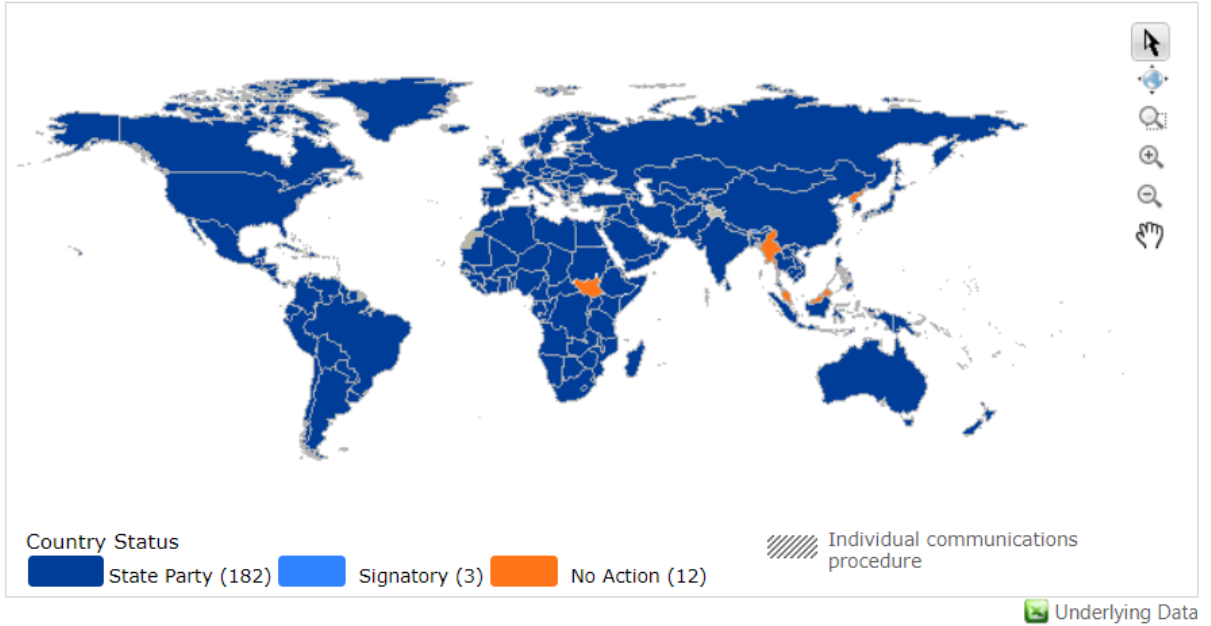 Country Status
State Party (182)
Signatory (3)
No Action (12)
Individual communications
procedure
Underlying Data